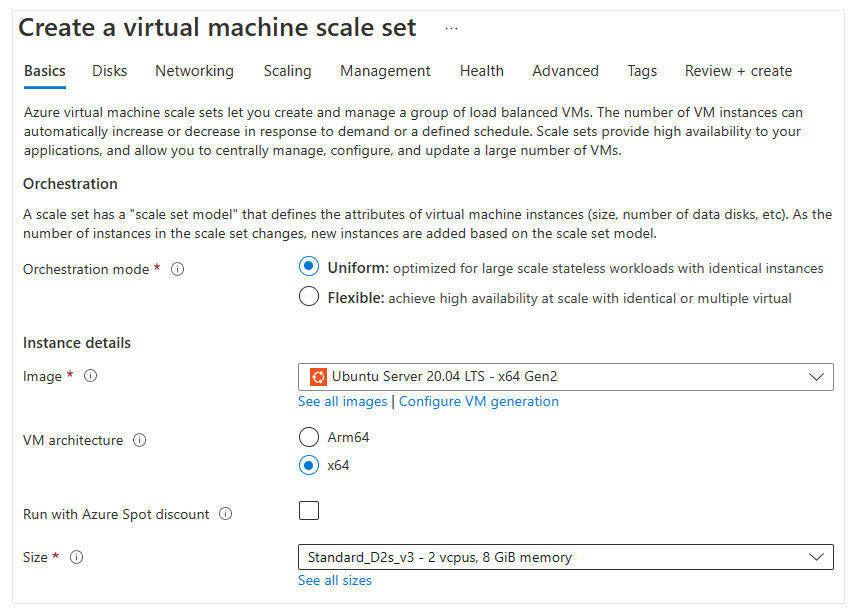 Create a virtual machine scale set ...
Basics Disks Networking Scaling Management Health Advanced Tags Review + create
Azure virtual machine scale sets let you create and manage a group of load balanced VMs. The number of VM instances can
automatically increase or decrease in response to demand or a defined schedule. Scale sets provide high availability to your
applications, and allow you to centrally manage, configure, and update a large number of VMs.
Orchestration
A scale set has a "scale set model" that defines the attributes of virtual machine instances (size, number of data disks, etc). As the
number of instances in the scale set changes, new instances are added based on the scale set model.
Orchestration mode *
Uniform: optimized for large scale stateless workloads with identical instances
Flexible: achieve high availability at scale with identical or multiple virtual
Instance details
Image *
Ubuntu Server 20.04 LTS - x64 Gen2
See all images | Configure VM generation
VM architecture
Arm64
x64
Run with Azure Spot discount
Size *
Standard_D2s_v3 - 2 vcpus, 8 GiB memory
See all sizes